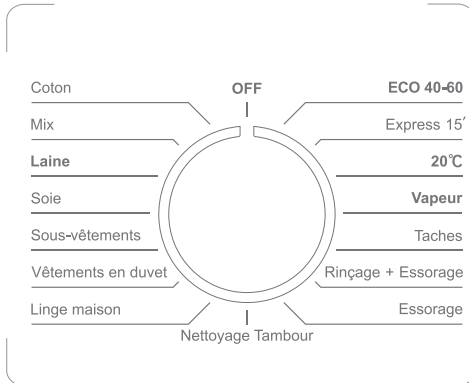 OFF
Coton
ECO 40-60
Mix
Express 15′
Laine
20℃
Soie
Vapeur
Sous-vêtements
Taches
Vêtements en duvet
Rinçage + Essorage
Linge maison
Essorage
Nettoyage Tambour